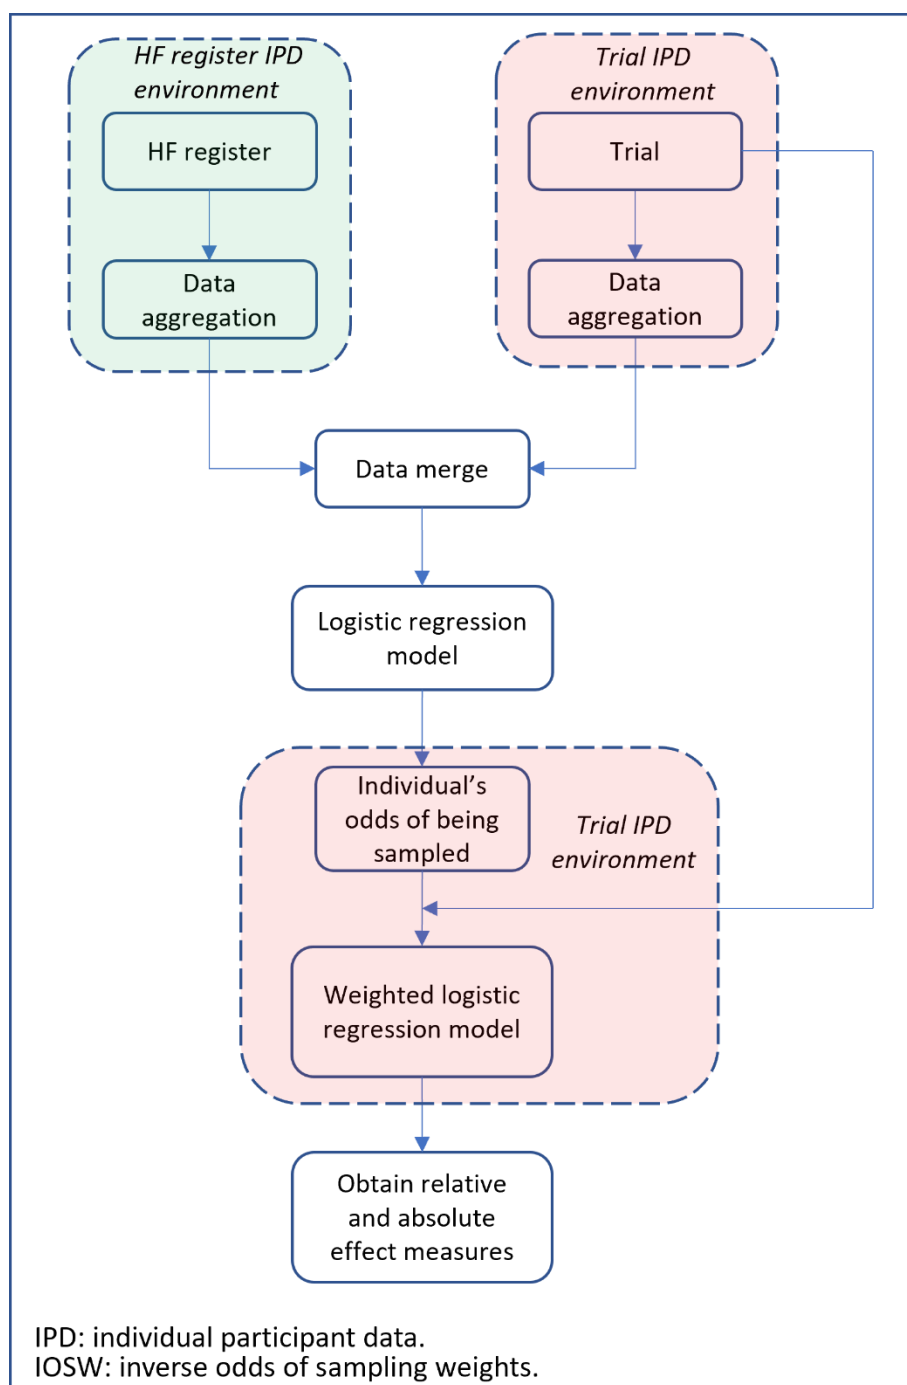 HF register IPD
environment
HF register
Data
aggregation
Trial IPD
environment
Trial
Data
aggregation
Data merge
Logistic regression
model
Individual’s
odds of being
sampled
Trial IPD
environment
Weighted logistic
regression model
Obtain relative
and absolute
effect measures
IPD: individual participant data.
IOSW: inverse odds of sampling weights.